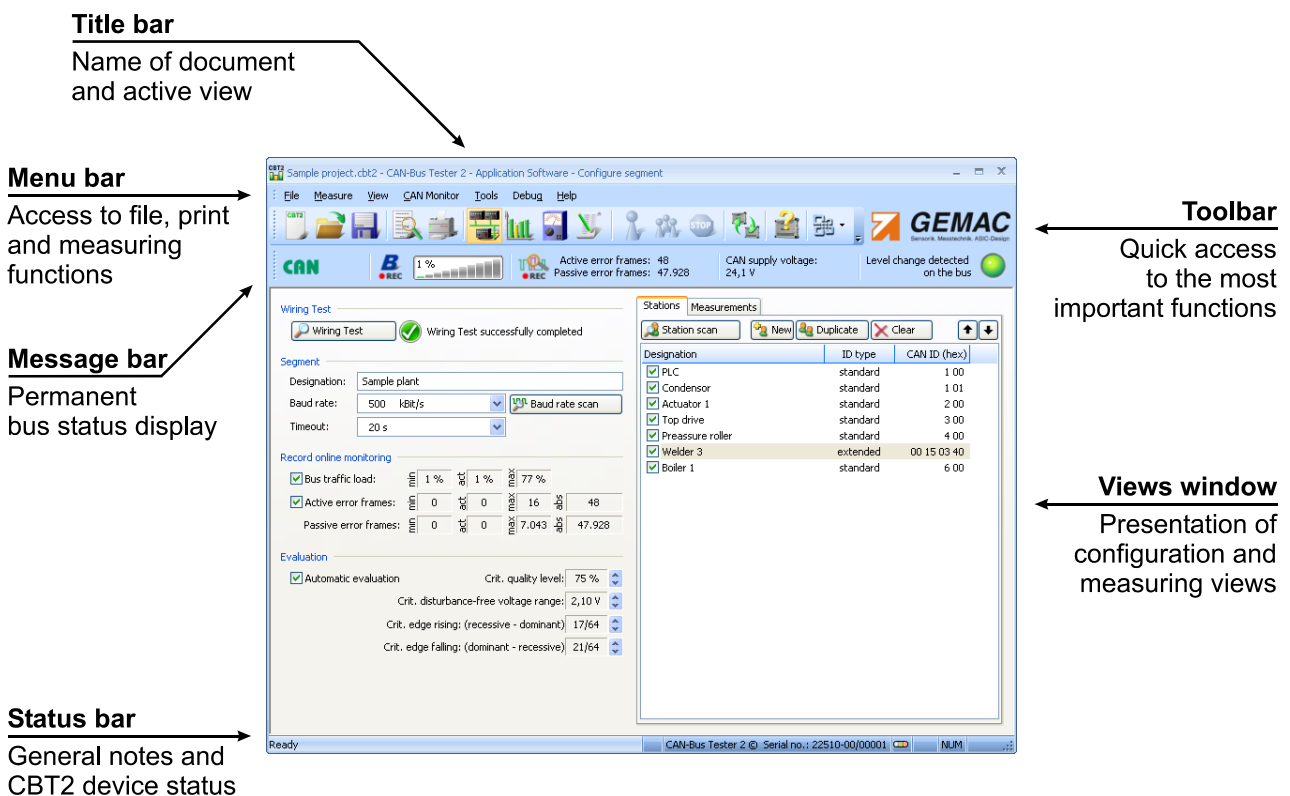 Title bar
Name of document
and active view
Menu bar
Access to file, print
and measuring
functions
Message bar
Permanent
bus status display
Status bar
General notes and
CBT2 device status
Toolbar
Quick access
to the most
important functions
Views window
Presentation of
configuration and
measuring views
CBT2
Sample project.cbt2 - CAN-Bus Tester 2 - Application Software - Configure segment
File Measure View CAN Monitor Tools Debug Help
CBT2
STOP
GEMAC
Sensorik. Messtechnik. ASIC-Design.
CAN
B
REC
1 %
REC
Active error frames: 48
Passive error frames: 47.928
CAN supply voltage:
24,1 V
Level change detected
on the bus
Wiring Test
Wiring Test
Wiring Test successfully completed
Segment
Designation: Sample plant
Baud rate: 500 kBit/s Baud rate scan
Timeout: 20 s
Record online monitoring
Bus traffic load: min 1 % act 1 % max 77 %
Active error frames: min 0 act 0 max 16 abs 48
Passive error frames: min 0 act 0 max 7.043 abs 47.928
Evaluation
Automatic evaluation Crit. quality level: 75 %
Crit. disturbance-free voltage range: 2,10 V
Crit. edge rising: (recessive - dominant) 17/64
Crit. edge falling: (dominant - recessive) 21/64
Stations Measurements
Station scan New Duplicate Clear
Designation ID type CAN ID (hex)
PLC standard 1 00
Condensor standard 1 01
Actuator 1 standard 2 00
Top drive standard 3 00
Preassure roller standard 4 00
Welder 3 extended 00 15 03 40
Boiler 1 standard 6 00
Ready
CAN-Bus Tester 2 © Serial no.: 22510-00/00001
NUM